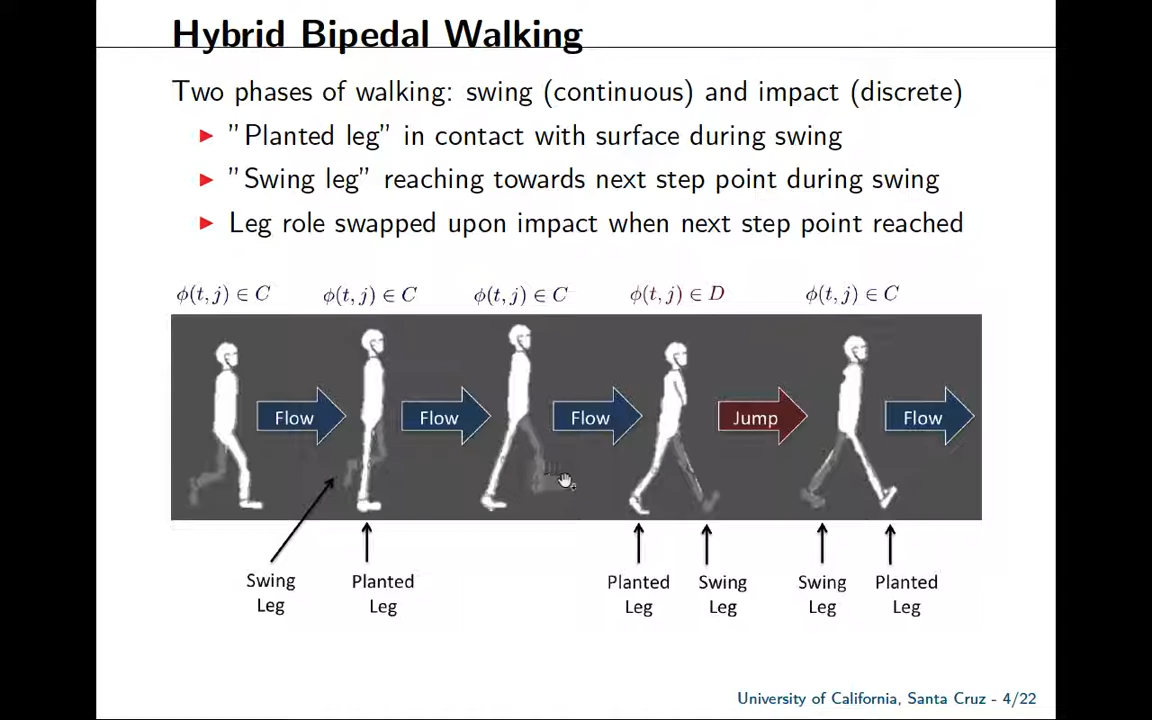 Hybrid Bipedal Walking
Two phases of walking: swing (continuous) and impact (discrete)
► "Planted leg" in contact with surface during swing
► "Swing leg" reaching towards next step point during swing
► Leg role swapped upon impact when next step point reached
ϕ(t, j) ∈ C ϕ(t, j) ∈ C ϕ(t, j) ∈ C ϕ(t, j) ∈ D ϕ(t, j) ∈ C
Flow Flow Flow Jump Flow
Swing Planted Planted Swing Swing Planted
Leg Leg Leg Leg Leg Leg
University of California, Santa Cruz - 4/22